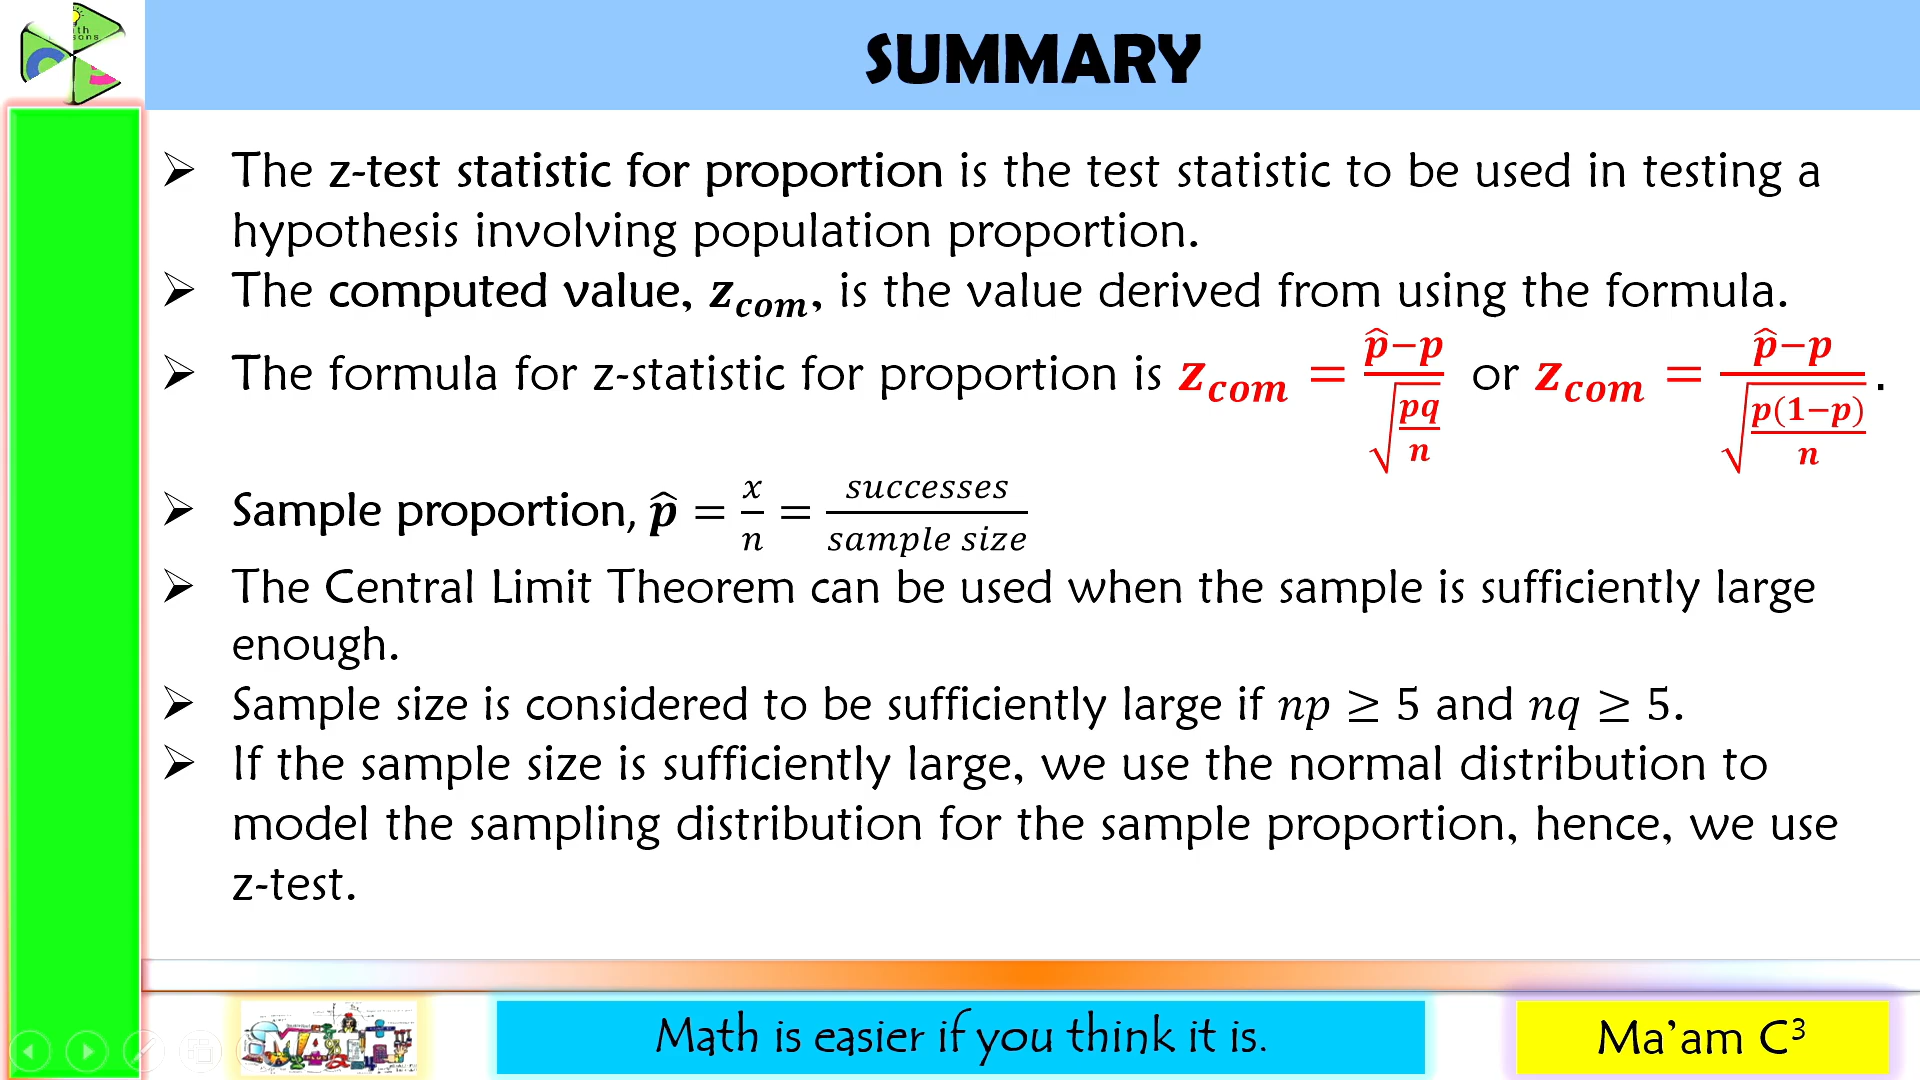 SUMMARY
➢ The z-test statistic for proportion is the test statistic to be used in testing a
hypothesis involving population proportion.
➢ The computed value, z_com, is the value derived from using the formula.
➢ The formula for z-statistic for proportion is z_com = (p̂−p)/√(pq/n) or z_com = (p̂−p)/√(p(1−p)/n).
➢ Sample proportion, p̂ = x/n = successes/sample size
➢ The Central Limit Theorem can be used when the sample is sufficiently large
enough.
➢ Sample size is considered to be sufficiently large if np ≥ 5 and nq ≥ 5.
➢ If the sample size is sufficiently large, we use the normal distribution to
model the sampling distribution for the sample proportion, hence, we use
z-test.
MATH
Math is easier if you think it is.
Ma'am C³